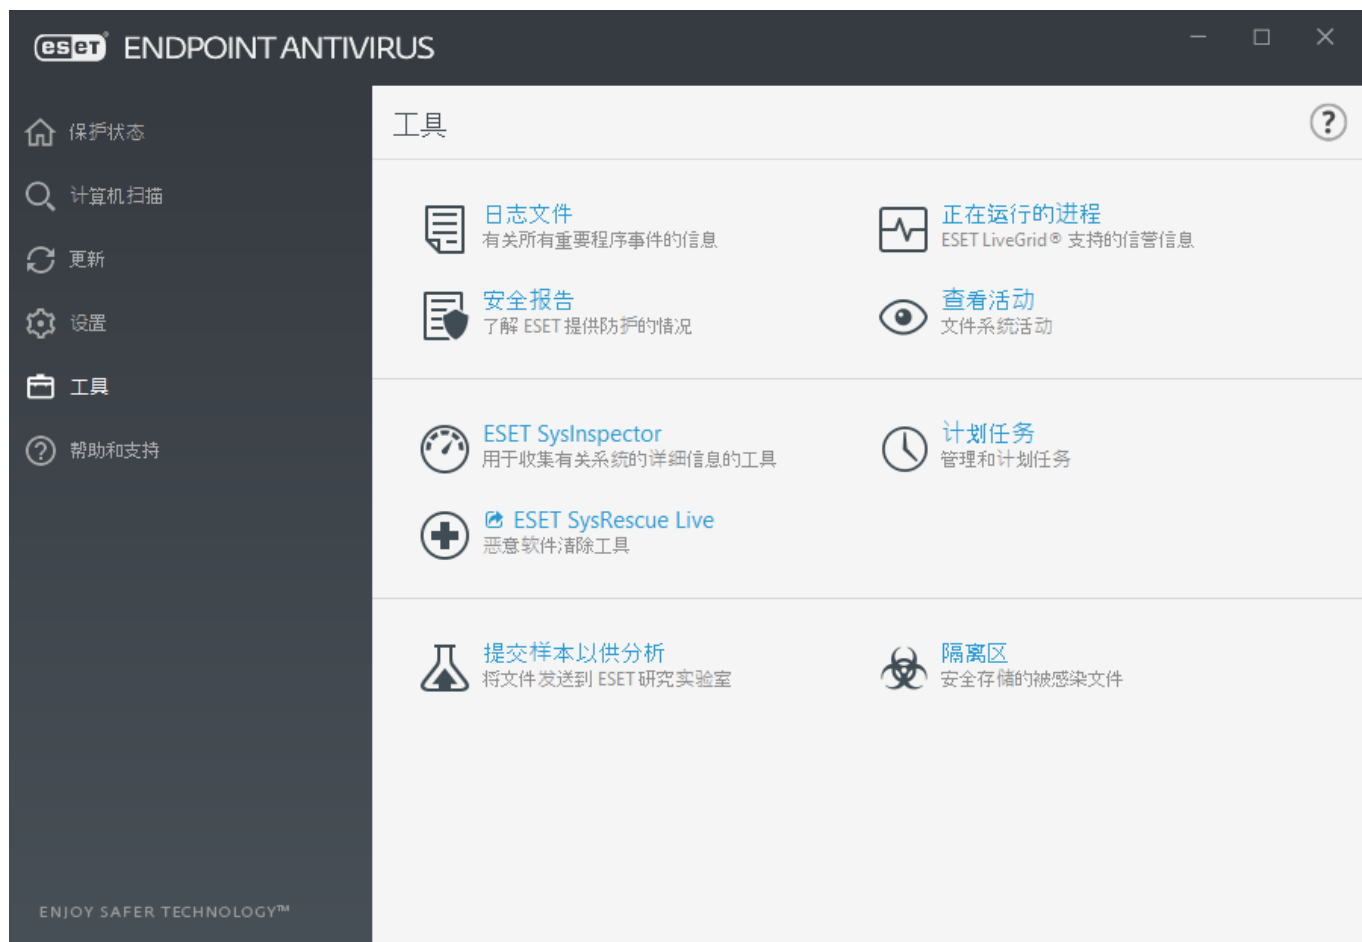 eset ENDPOINT ANTIVIRUS
保护状态
计算机扫描
更新
设置
工具
帮助和支持
ENJOY SAFER TECHNOLOGY™
工具
?
日志文件
有关所有重要程序事件的信息
正在运行的进程
ESET LiveGrid® 支持的信誉信息
安全报告
了解 ESET 提供防护的情况
查看活动
文件系统活动
ESET SysInspector
用于收集有关系统的详细信息的工具
计划任务
管理和计划任务
ESET SysRescue Live
恶意软件清除工具
提交样本以供分析
将文件发送到 ESET 研究实验室
隔离区
安全存储的被感染文件